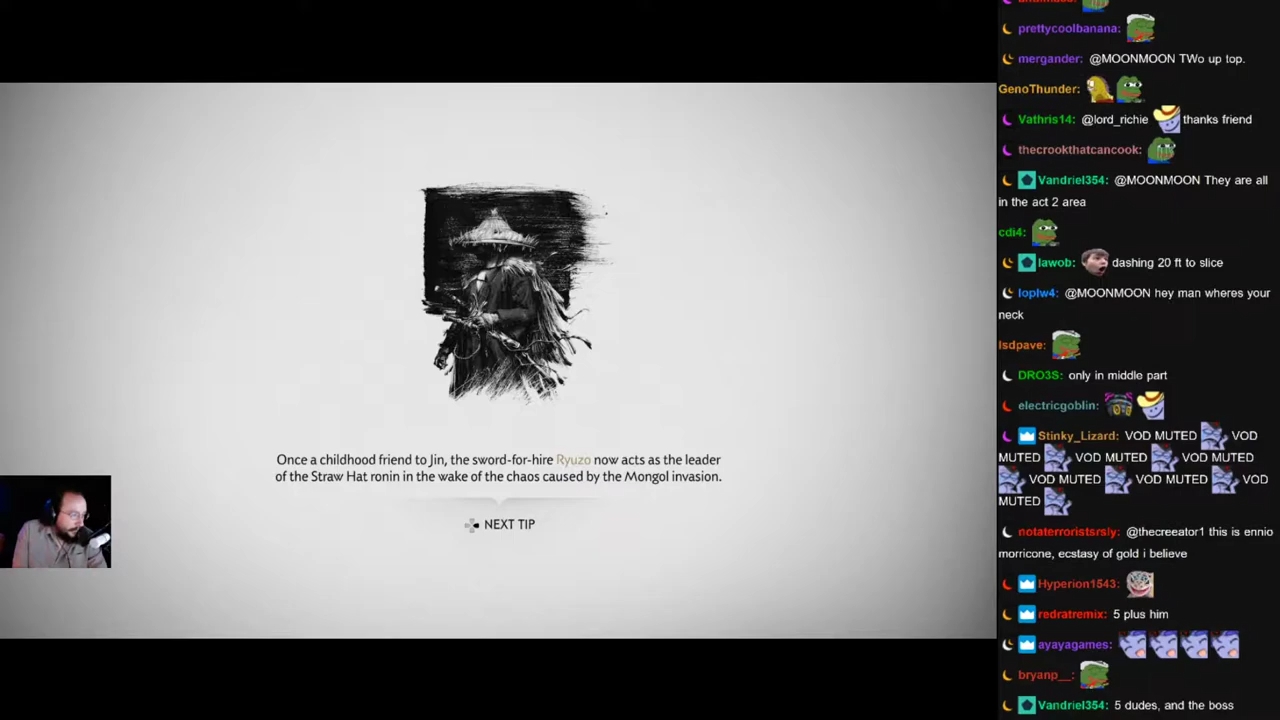 Once a childhood friend to Jin, the sword-for-hire Ryuzo now acts as the leader
of the Straw Hat ronin in the wake of the chaos caused by the Mongol invasion.
NEXT TIP
prettycoolbanana:
mergander: @MOONMOON TWo up top.
GenoThunder:
Vathris14: @lord_richie thanks friend
thecrookthatcancook:
Vandriel354: @MOONMOON They are all
in the act 2 area
cdi4:
lawob: dashing 20 ft to slice
loplw4: @MOONMOON hey man wheres your
neck
lsdpave:
DRO3S: only in middle part
electricgoblin:
Stinky_Lizard: VOD MUTED VOD
MUTED VOD MUTED VOD MUTED
VOD MUTED VOD MUTED VOD
MUTED
notaterroristsrsly: @thecreeator1 this is ennio
morricone, ecstasy of gold i believe
Hyperion1543:
redratremix: 5 plus him
ayayagames:
bryanp__:
Vandriel354: 5 dudes, and the boss